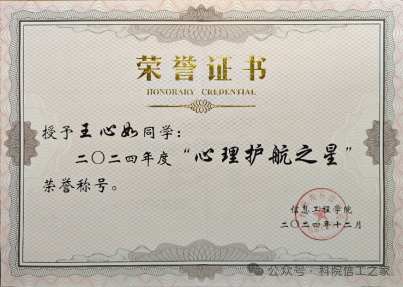 荣誉证书
HONORARY CREDENTIAL
授予王心如同学：
二〇二四年度“心理护航之星”
荣誉称号。
信息工程学院
二〇二四年十二月
公众号·科院信工之家